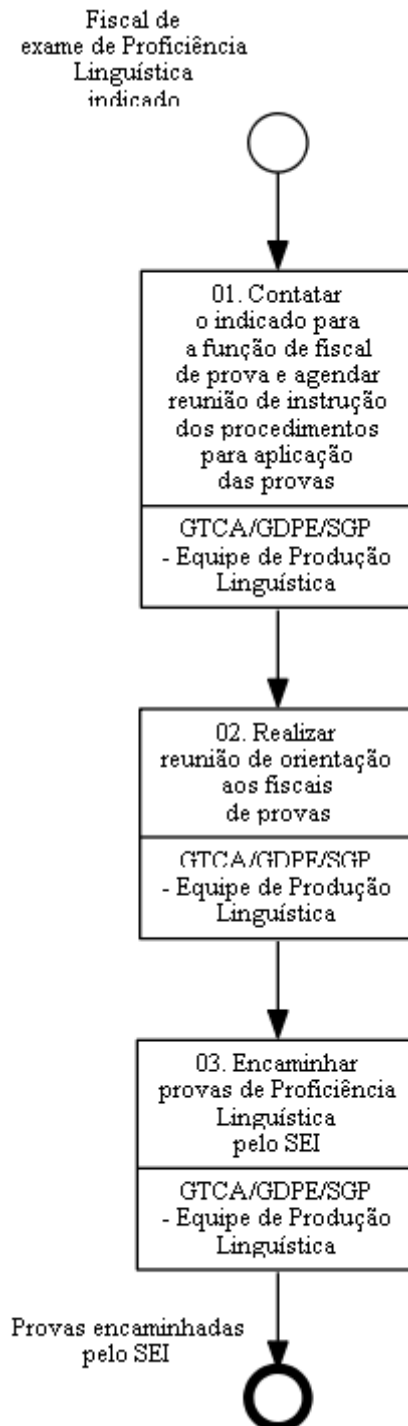 Fiscal de
exame de Proficiência
Linguística
indicado
01. Contatar
o indicado para
a função de fiscal
de prova e agendar
reunião de instrução
dos procedimentos
para aplicação
das provas
GTCA/GDPE/SGP
- Equipe de Produção
Linguística
02. Realizar
reunião de orientação
aos fiscais
de provas
GTCA/GDPE/SGP
- Equipe de Produção
Linguística
03. Encaminhar
provas de Proficiência
Linguística
pelo SEI
GTCA/GDPE/SGP
- Equipe de Produção
Linguística
Provas encaminhadas
pelo SEI